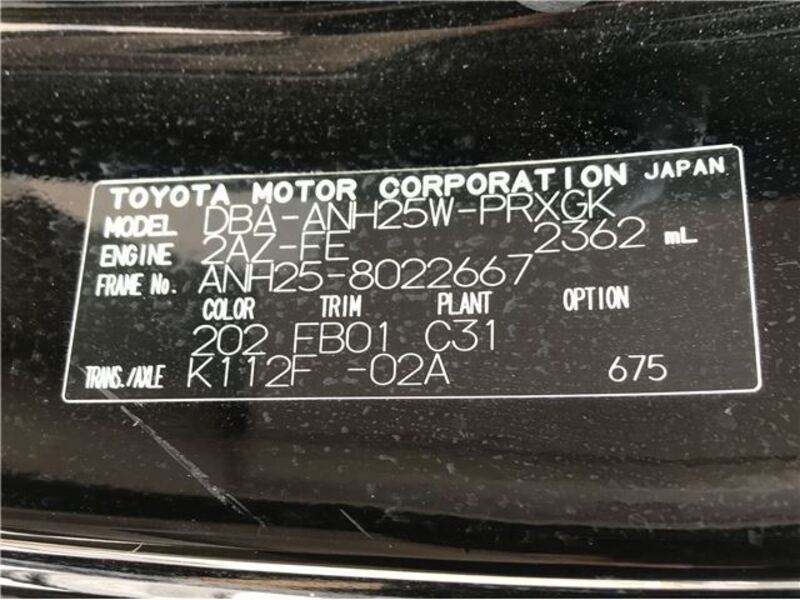 TOYOTA MOTOR CORPORATION JAPAN
MODEL DBA-ANH25W-PRXGK
ENGINE 2AZ-FE 2362 mL
FRAME No. ANH25-8022667
COLOR TRIM PLANT OPTION
202 FB01 C31
TRANS./AXLE K112F -02A 675